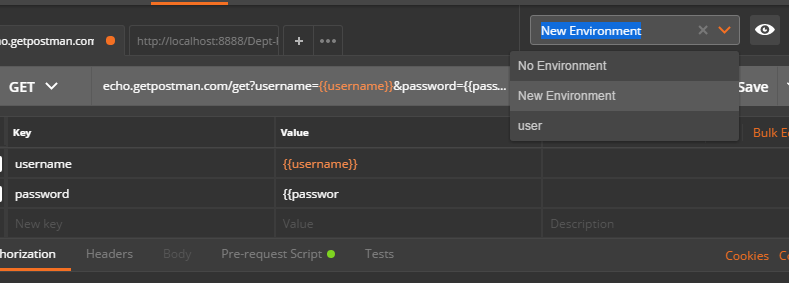 New Environment
o.getpostman.com
http://localhost:8888/Dept-
No Environment
New Environment
user
GET
echo.getpostman.com/get?username={{username}}&password={{pass...
Save
Key
Value
Bulk E
username
{{username}}
password
{{passwor
New key
Value
Description
horization
Headers
Body
Pre-request Script
Tests
Cookies
Co